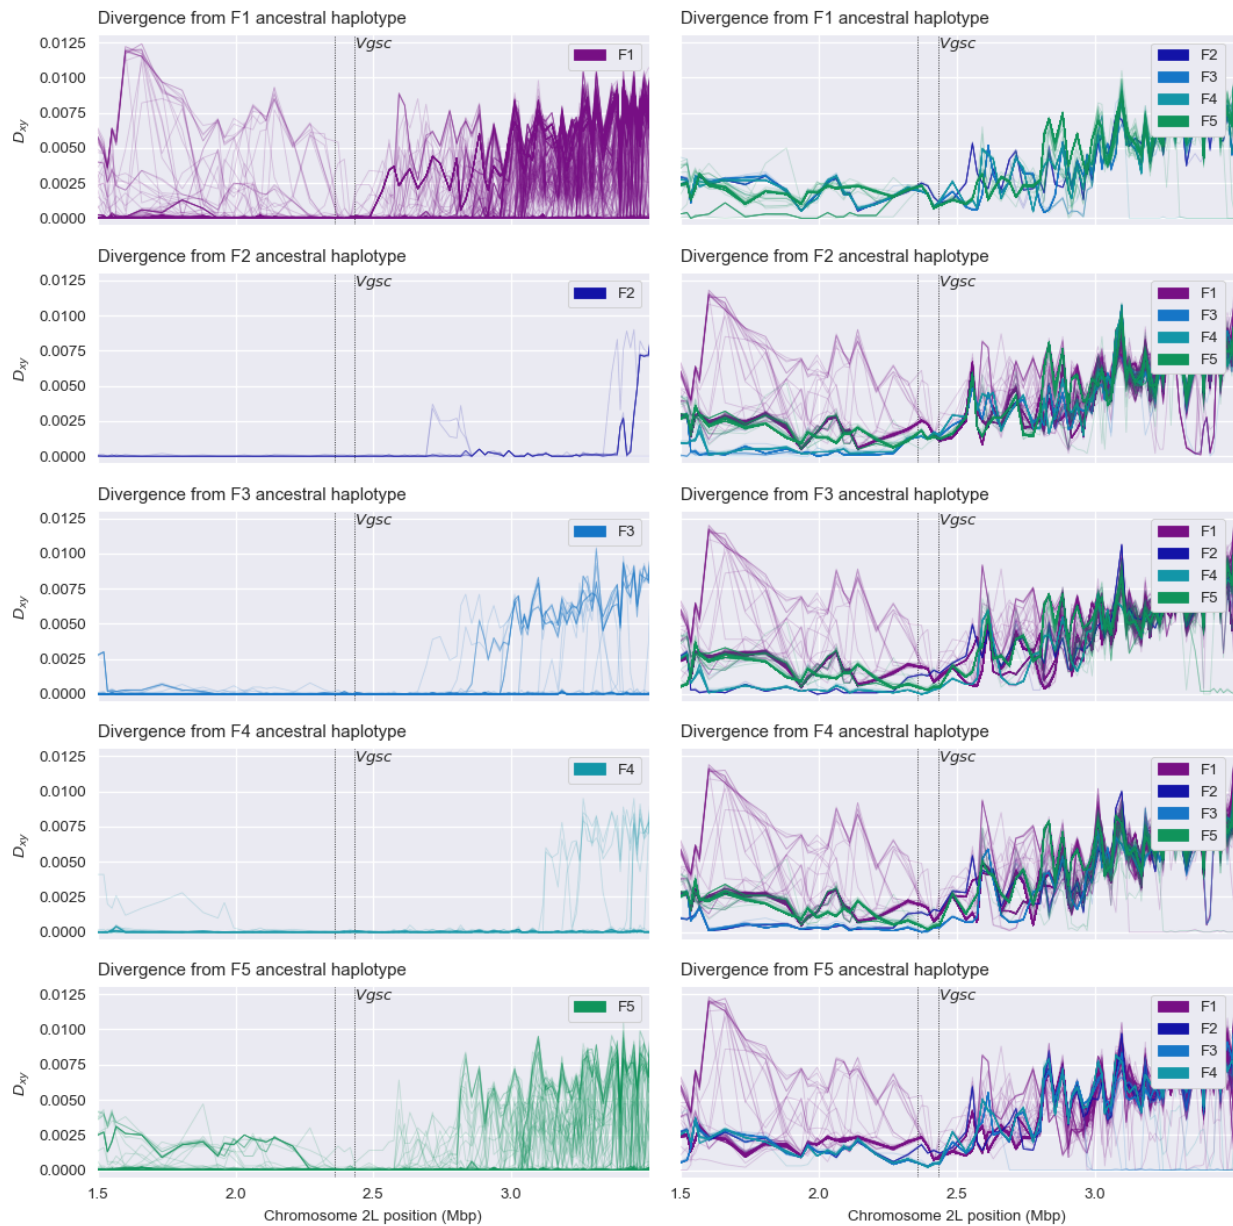 Divergence from F1 ancestral haplotype
Vgsc
F1
0.0125
0.0100
0.0075
0.0050
0.0025
0.0000
Dxy
Divergence from F1 ancestral haplotype
Vgsc
F2
F3
F4
F5
Divergence from F2 ancestral haplotype
Vgsc
F2
0.0125
0.0100
0.0075
0.0050
0.0025
0.0000
Dxy
Divergence from F2 ancestral haplotype
Vgsc
F1
F3
F4
F5
Divergence from F3 ancestral haplotype
Vgsc
F3
0.0125
0.0100
0.0075
0.0050
0.0025
0.0000
Dxy
Divergence from F3 ancestral haplotype
Vgsc
F1
F2
F4
F5
Divergence from F4 ancestral haplotype
Vgsc
F4
0.0125
0.0100
0.0075
0.0050
0.0025
0.0000
Dxy
Divergence from F4 ancestral haplotype
Vgsc
F1
F2
F3
F5
Divergence from F5 ancestral haplotype
Vgsc
F5
0.0125
0.0100
0.0075
0.0050
0.0025
0.0000
Dxy
1.5 2.0 2.5 3.0
Chromosome 2L position (Mbp)
Divergence from F5 ancestral haplotype
Vgsc
F1
F2
F3
F4
1.5 2.0 2.5 3.0
Chromosome 2L position (Mbp)